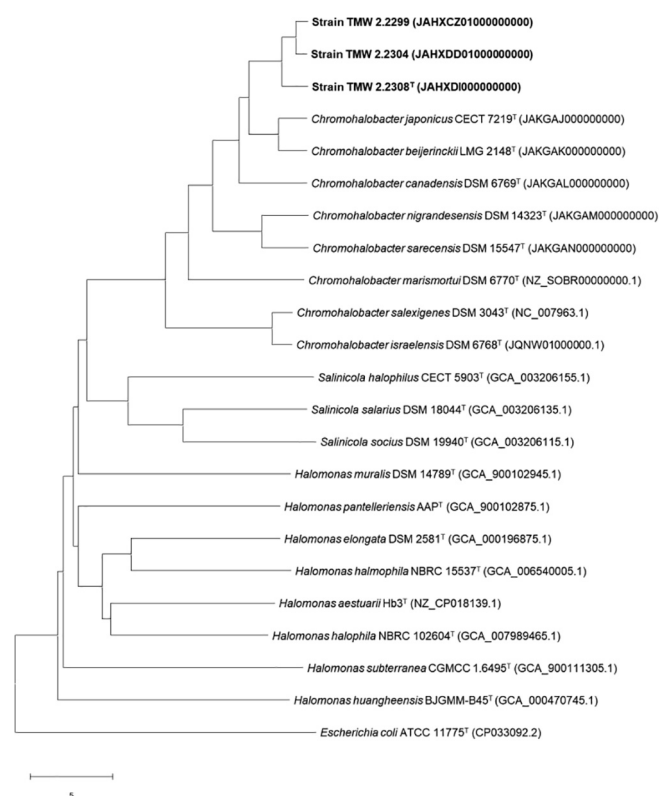 Strain TMW 2.2299 (JAHXCZ01000000000)
Strain TMW 2.2304 (JAHXDD01000000000)
Strain TMW 2.2308ᵀ (JAHXDI000000000)
Chromohalobacter japonicus CECT 7219ᵀ (JAKGAJ000000000)
Chromohalobacter beijerinckii LMG 2148ᵀ (JAKGAK000000000)
Chromohalobacter canadensis DSM 6769ᵀ (JAKGAL000000000)
Chromohalobacter nigrandesensis DSM 14323ᵀ (JAKGAM000000000)
Chromohalobacter sarecensis DSM 15547ᵀ (JAKGAN000000000)
Chromohalobacter marismortui DSM 6770ᵀ (NZ_SOBR00000000.1)
Chromohalobacter salexigenes DSM 3043ᵀ (NC_007963.1)
Chromohalobacter israelensis DSM 6768ᵀ (JQNW01000000.1)
Salinicola halophilus CECT 5903ᵀ (GCA_003206155.1)
Salinicola salarius DSM 18044ᵀ (GCA_003206135.1)
Salinicola socius DSM 19940ᵀ (GCA_003206115.1)
Halomonas muralis DSM 14789ᵀ (GCA_900102945.1)
Halomonas pantelleriensis AAPᵀ (GCA_900102875.1)
Halomonas elongata DSM 2581ᵀ (GCA_000196875.1)
Halomonas halmophila NBRC 15537ᵀ (GCA_006540005.1)
Halomonas aestuarii Hb3ᵀ (NZ_CP018139.1)
Halomonas halophila NBRC 102604ᵀ (GCA_007989465.1)
Halomonas subterranea CGMCC 1.6495ᵀ (GCA_900111305.1)
Halomonas huangheensis BJGMM-B45ᵀ (GCA_000470745.1)
Escherichia coli ATCC 11775ᵀ (CP033092.2)
5